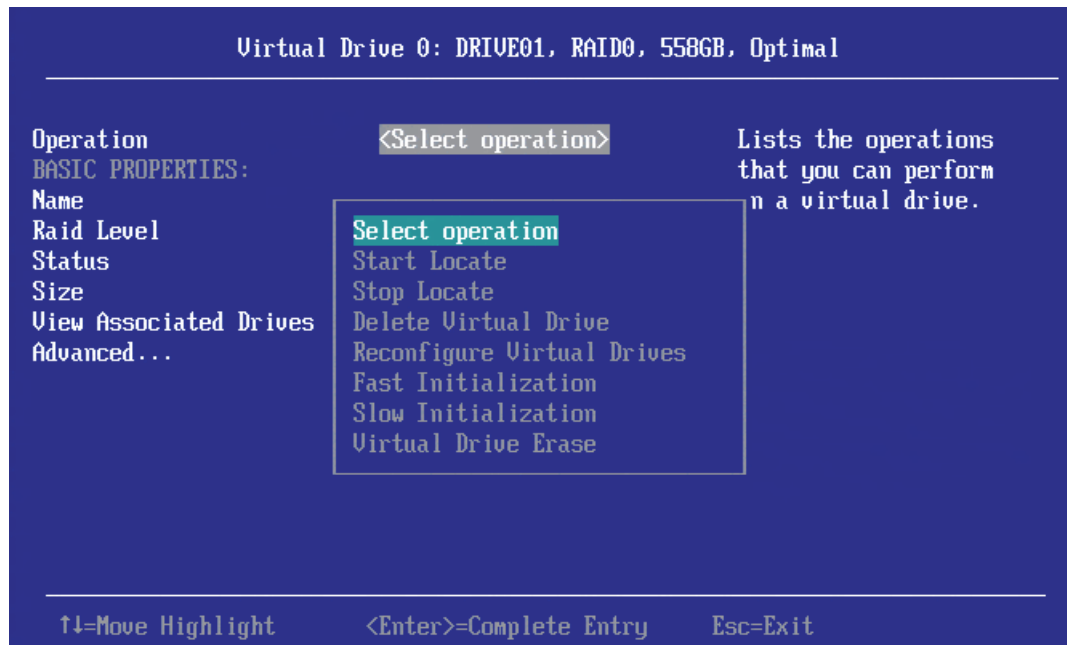 Virtual Drive 0: DRIVE01, RAID0, 558GB, Optimal
Operation <Select operation> Lists the operations
BASIC PROPERTIES: that you can perform
Name n a virtual drive.
Raid Level Select operation
Status Start Locate
Size Stop Locate
View Associated Drives Delete Virtual Drive
Advanced... Reconfigure Virtual Drives
Fast Initialization
Slow Initialization
Virtual Drive Erase
↑↓=Move Highlight <Enter>=Complete Entry Esc=Exit